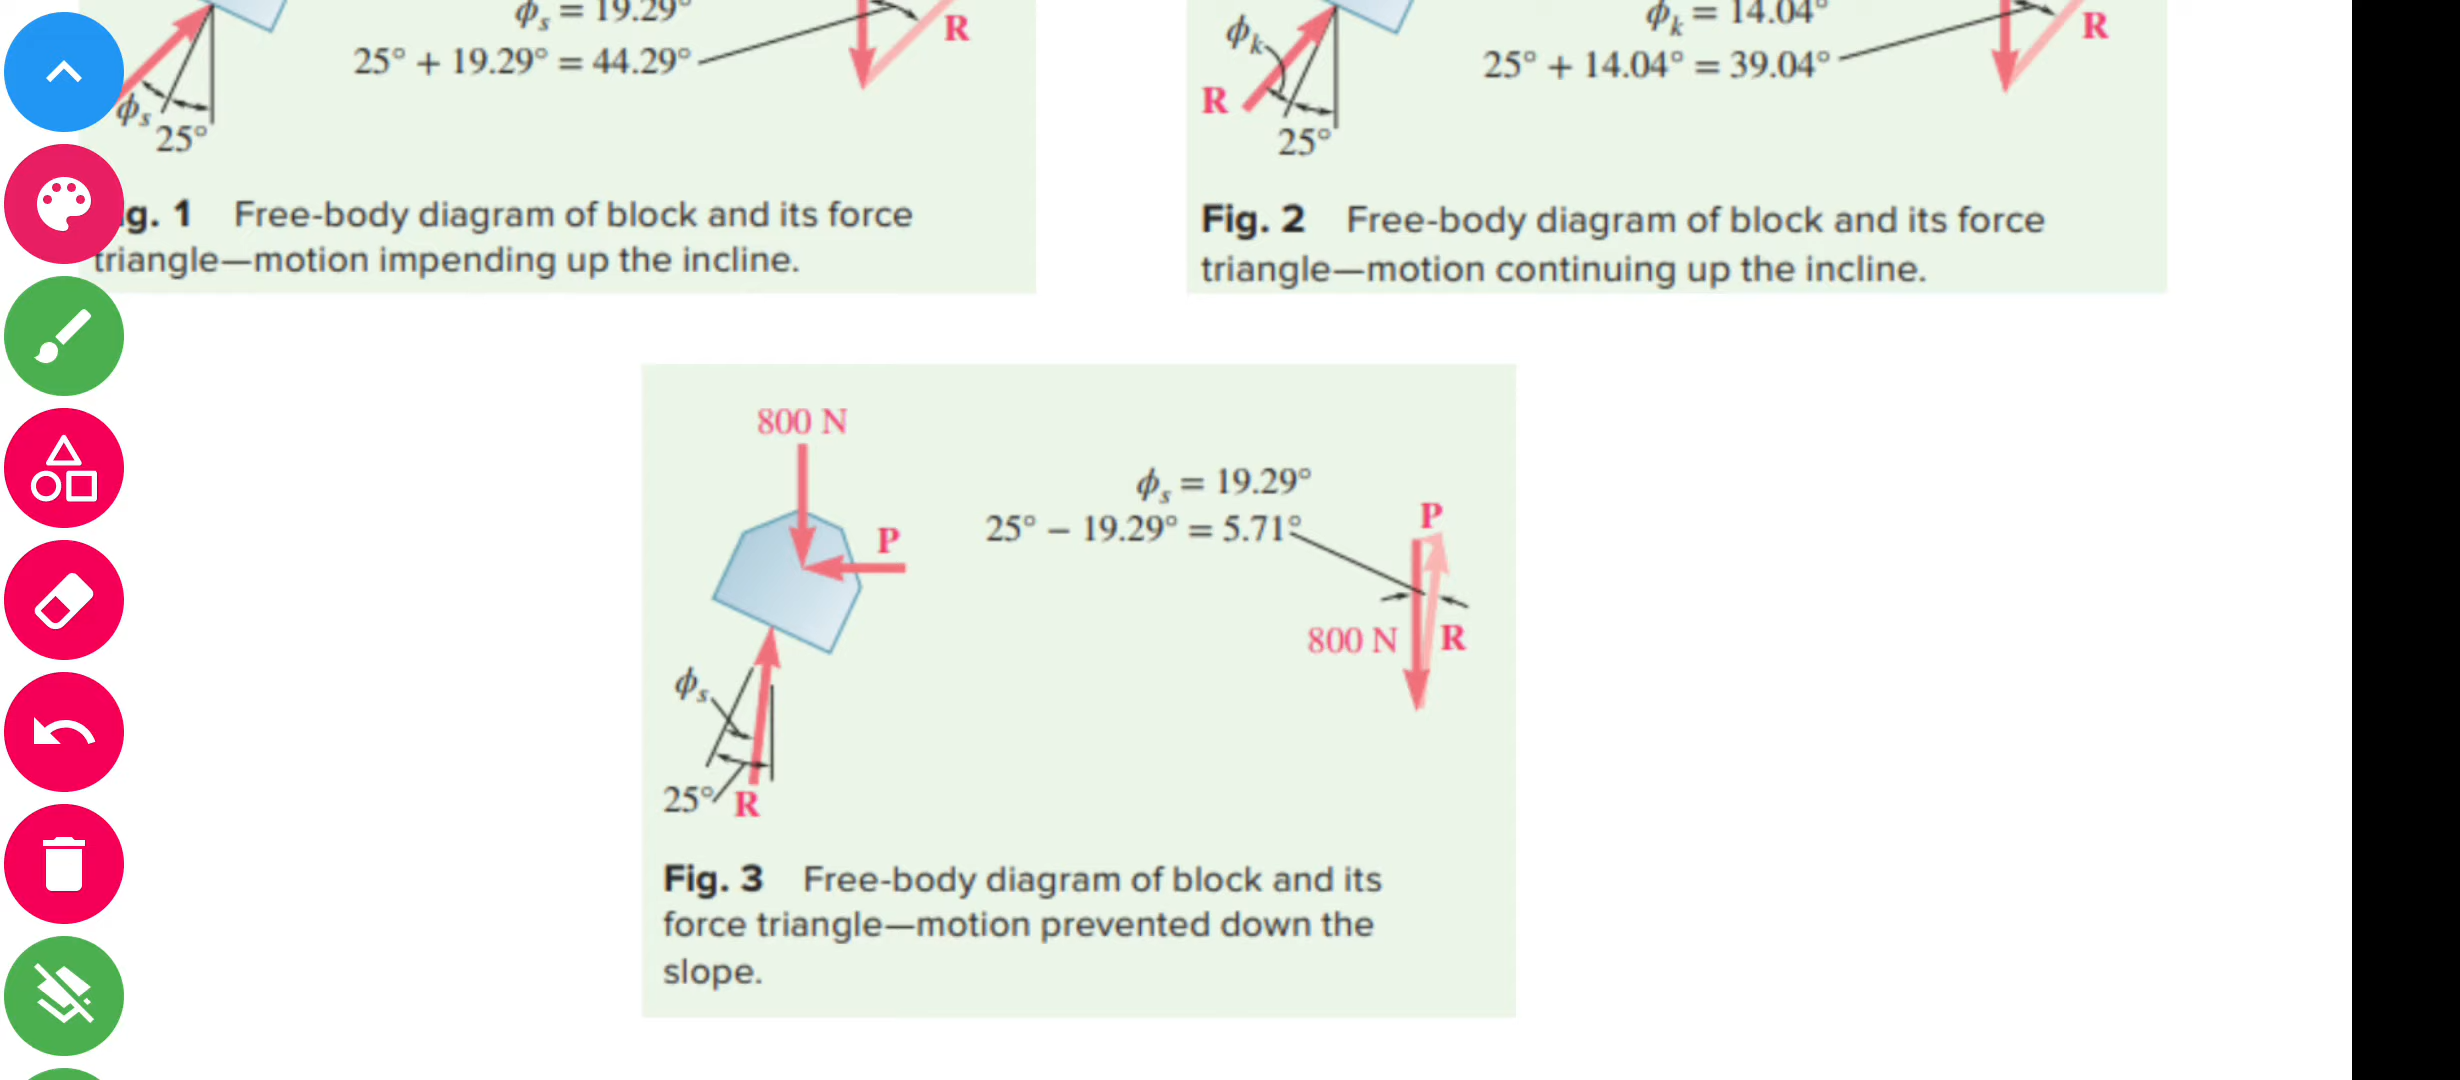 ϕs = 19.29°
25° + 19.29° = 44.29°
R
ϕs
25°
g. 1 Free-body diagram of block and its force
triangle—motion impending up the incline.
ϕk = 14.04°
25° + 14.04° = 39.04°
R
ϕk
R
25°
Fig. 2 Free-body diagram of block and its force
triangle—motion continuing up the incline.
800 N
P
ϕs = 19.29°
25° – 19.29° = 5.71°
P
800 N R
ϕs
25° R
Fig. 3 Free-body diagram of block and its
force triangle—motion prevented down the
slope.